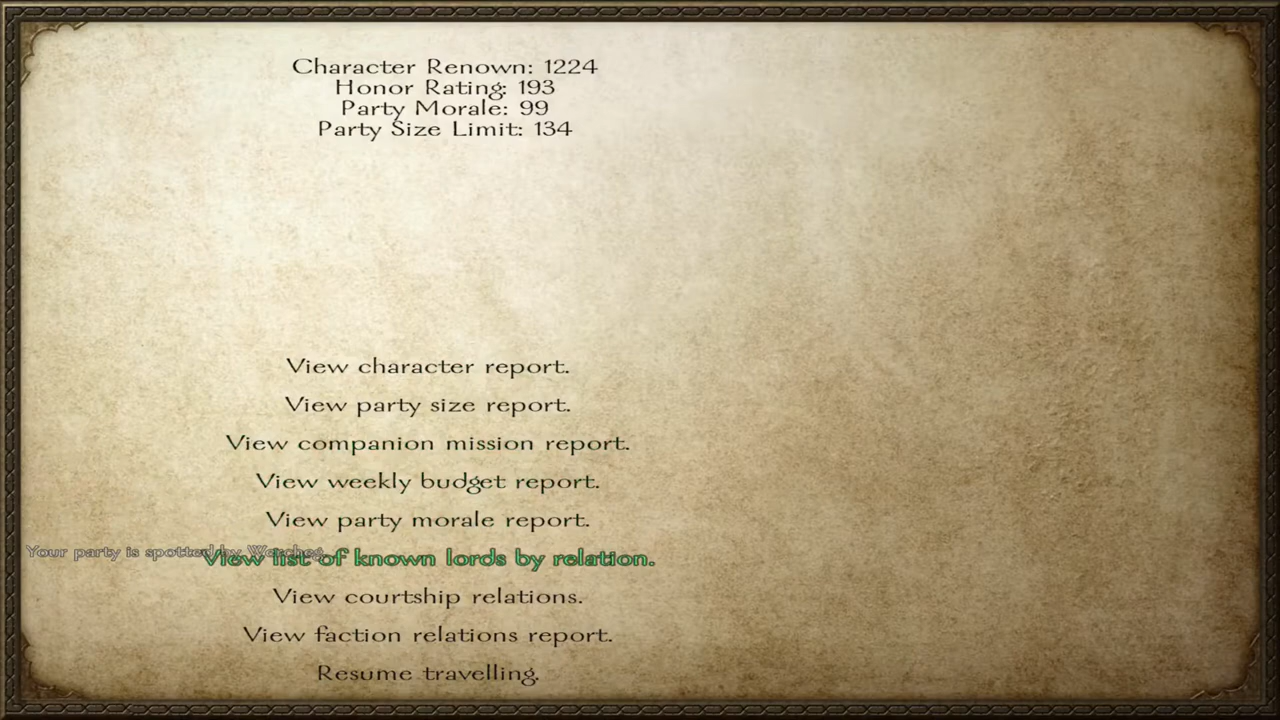 Character Renown: 1224
Honor Rating: 193
Party Morale: 99
Party Size Limit: 134
View character report.
View party size report.
View companion mission report.
View weekly budget report.
View party morale report.
Your party is spotted by
View list of known lords by relation.
View courtship relations.
View faction relations report.
Resume travelling.